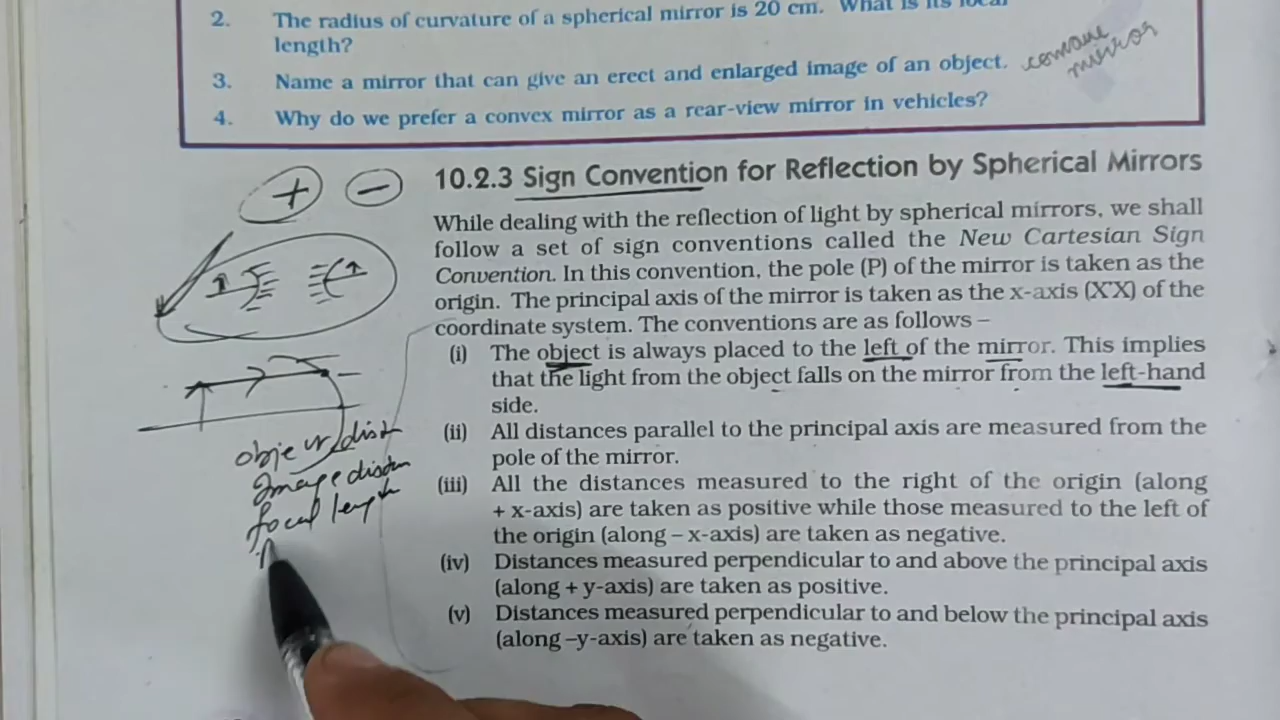 2. The radius of curvature of a spherical mirror is 20 cm. What is its focal
length?
3. Name a mirror that can give an erect and enlarged image of an object.
concave
mirror
4. Why do we prefer a convex mirror as a rear-view mirror in vehicles?
+ −
10.2.3 Sign Convention for Reflection by Spherical Mirrors
While dealing with the reflection of light by spherical mirrors, we shall
follow a set of sign conventions called the New Cartesian Sign
Convention. In this convention, the pole (P) of the mirror is taken as the
origin. The principal axis of the mirror is taken as the x-axis (X'X) of the
coordinate system. The conventions are as follows –
(i) The object is always placed to the left of the mirror. This implies
that the light from the object falls on the mirror from the left-hand
side.
(ii) All distances parallel to the principal axis are measured from the
pole of the mirror.
(iii) All the distances measured to the right of the origin (along
+ x-axis) are taken as positive while those measured to the left of
the origin (along – x-axis) are taken as negative.
(iv) Distances measured perpendicular to and above the principal axis
(along + y-axis) are taken as positive.
(v) Distances measured perpendicular to and below the principal axis
(along –y-axis) are taken as negative.
object dist
Image distan
focal length